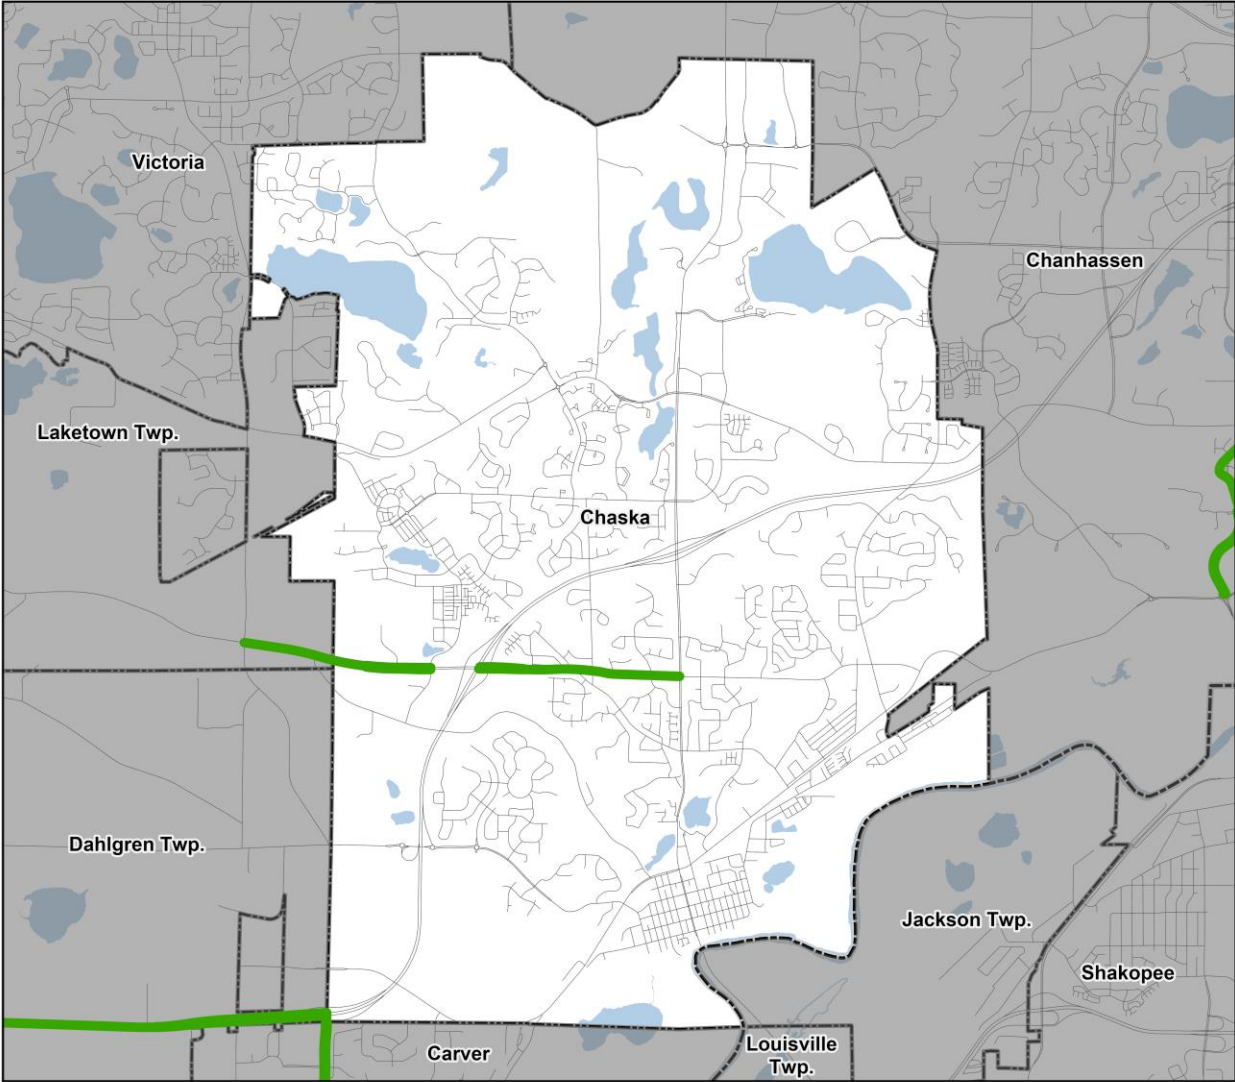 Victoria
Chanhassen
Laketown Twp.
Chaska
Dahlgren Twp.
Jackson Twp.
Shakopee
Carver
Louisville
Twp.